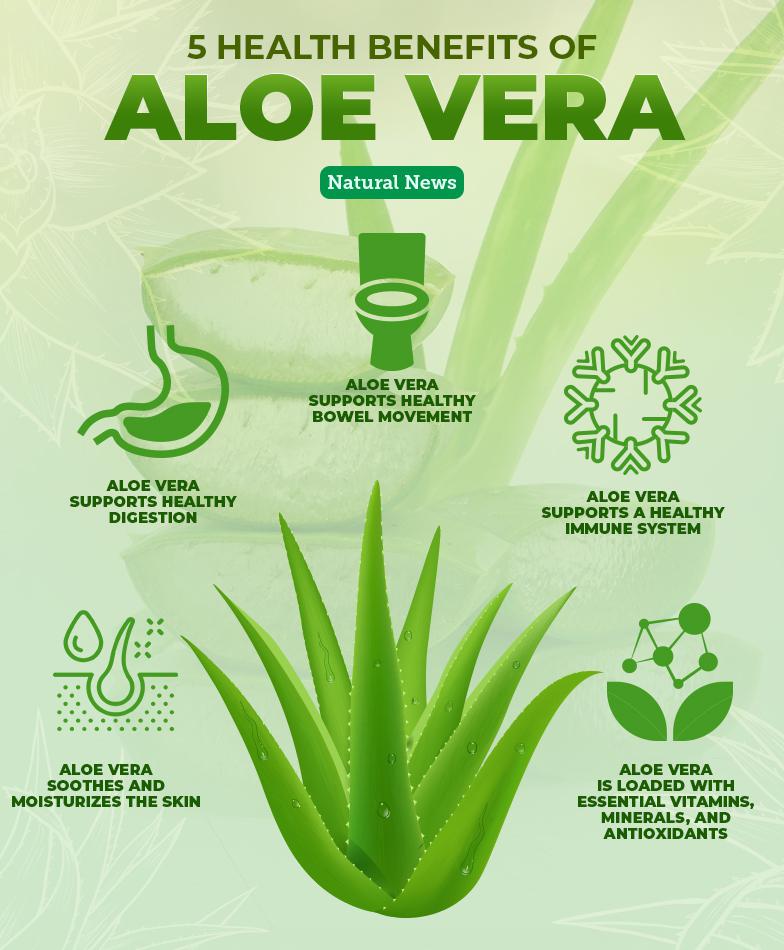 5 HEALTH BENEFITS OF
ALOE VERA
Natural News
ALOE VERA
SUPPORTS HEALTHY
BOWEL MOVEMENT
ALOE VERA
SUPPORTS HEALTHY
DIGESTION
ALOE VERA
SUPPORTS A HEALTHY
IMMUNE SYSTEM
ALOE VERA
SOOTHES AND
MOISTURIZES THE SKIN
ALOE VERA
IS LOADED WITH
ESSENTIAL VITAMINS,
MINERALS, AND
ANTIOXIDANTS